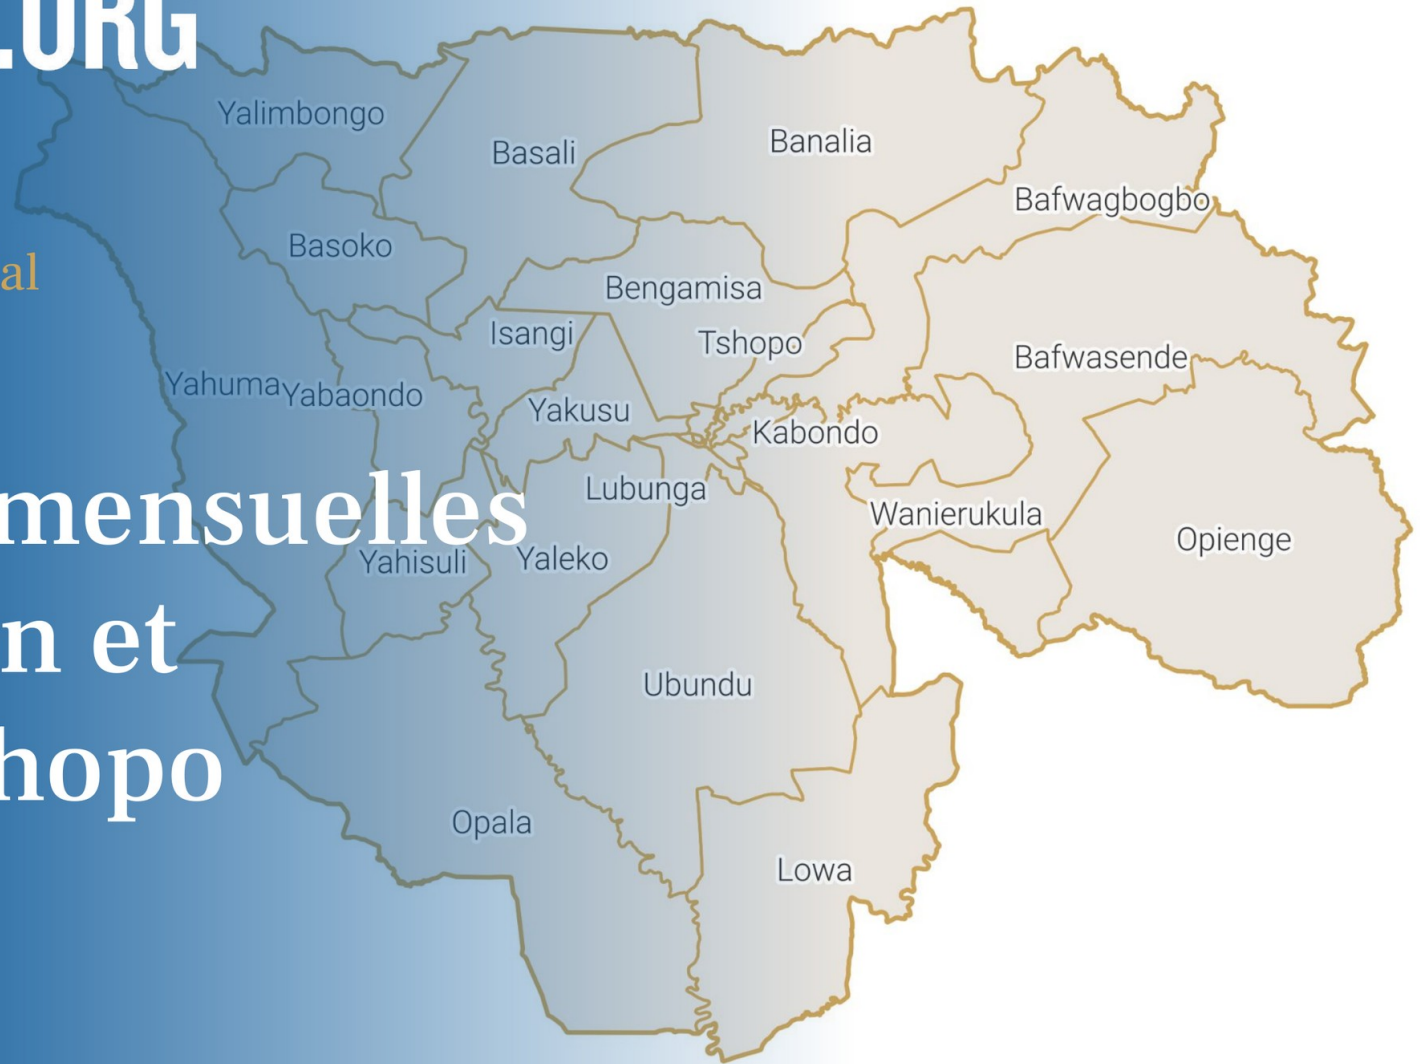 .ORG
Yalimbongo
Basali
Banalia
Bafwagbogbo
Basoko
al
Bengamisa
Isangi
Tshopo
Bafwasende
Yahuma
Yabaondo
Yakusu
Kabondo
Lubunga
mensuelles
Wanierukula
Opienge
Yahisuli
Yaleko
n et
Ubundu
hopo
Opala
Lowa